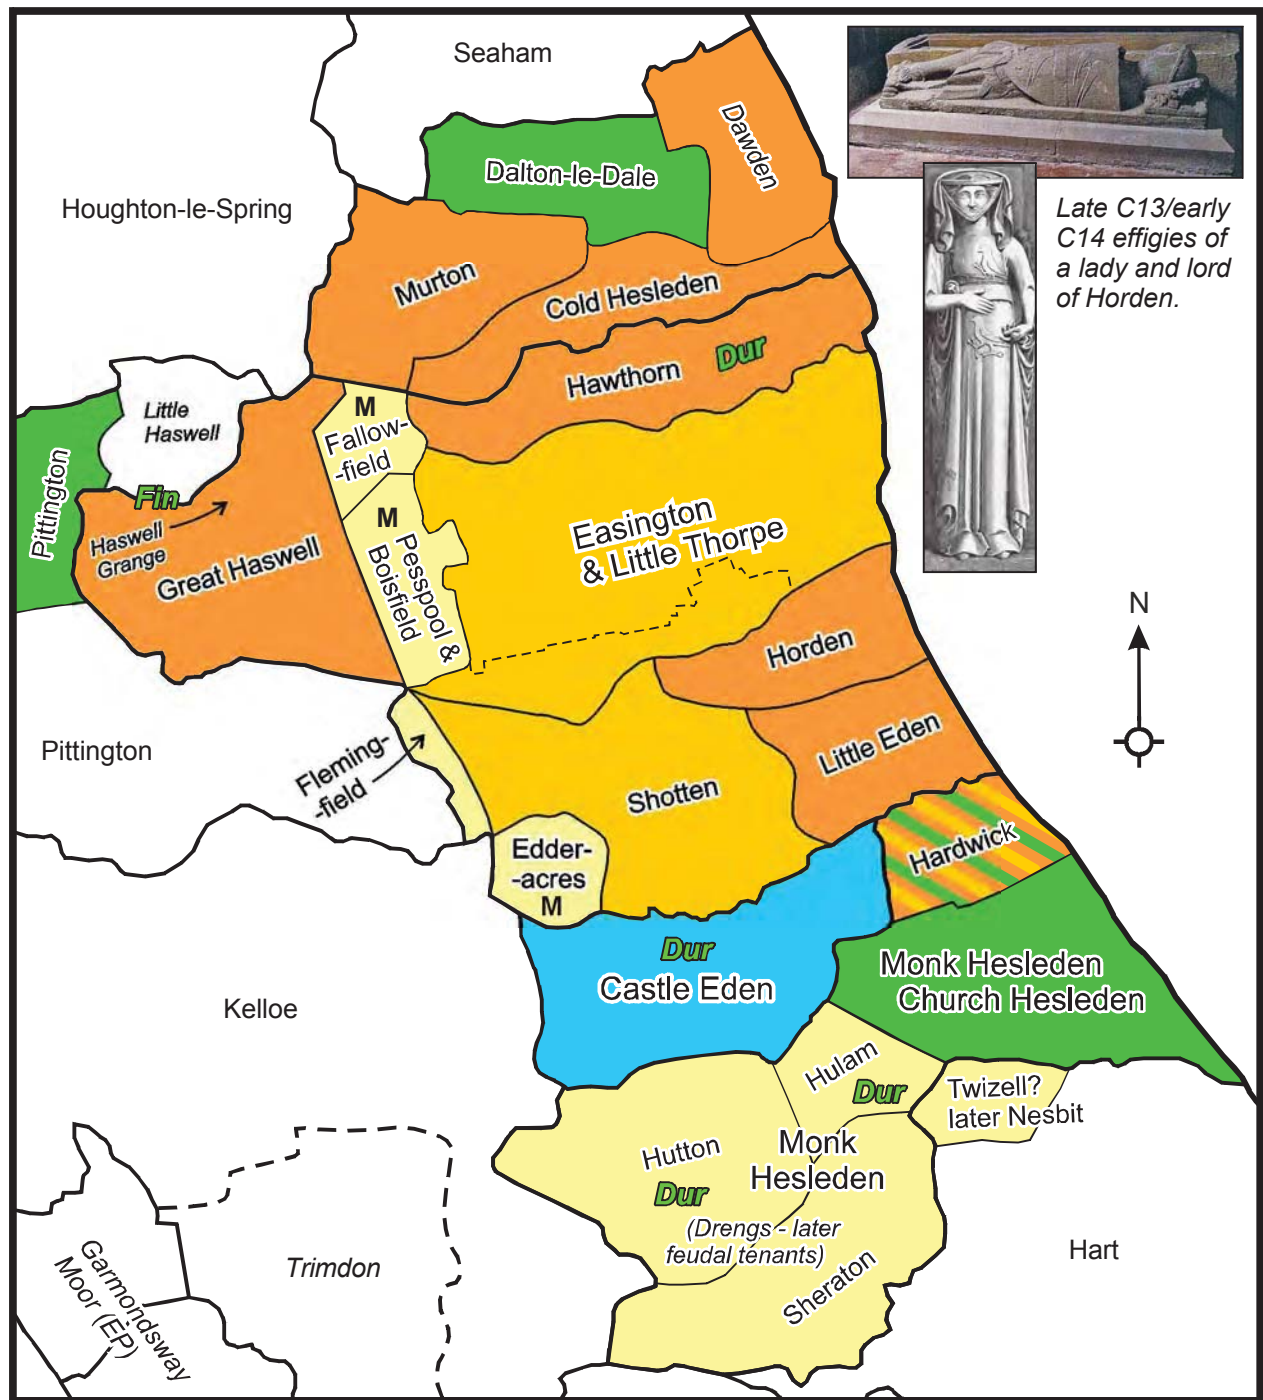 Seaham
Dawden
Dalton-le-Dale
Houghton-le-Spring
Late C13/early
C14 effigies of
a lady and lord
of Horden.
Murton
Cold Hesleden
Dur
Hawthorn
Little
Haswell
M
Fallow-
-field
Pittington
Fin
Haswell
Grange
Great Haswell
M
Pesspool &
Boisfield
Easington
& Little Thorpe
N
Horden
Little Eden
Pittington
Fleming-
-field
Shotten
Hardwick
Edder-
-acres
M
Dur
Castle Eden
Monk Hesleden
Church Hesleden
Kelloe
Hulam
Dur
Twizell?
later Nesbit
Hutton
Dur
Monk
Hesleden
(Drengs - later
feudal tenants)
Sheraton
Hart
Trimdon
Garmondsway
Moor (EP)